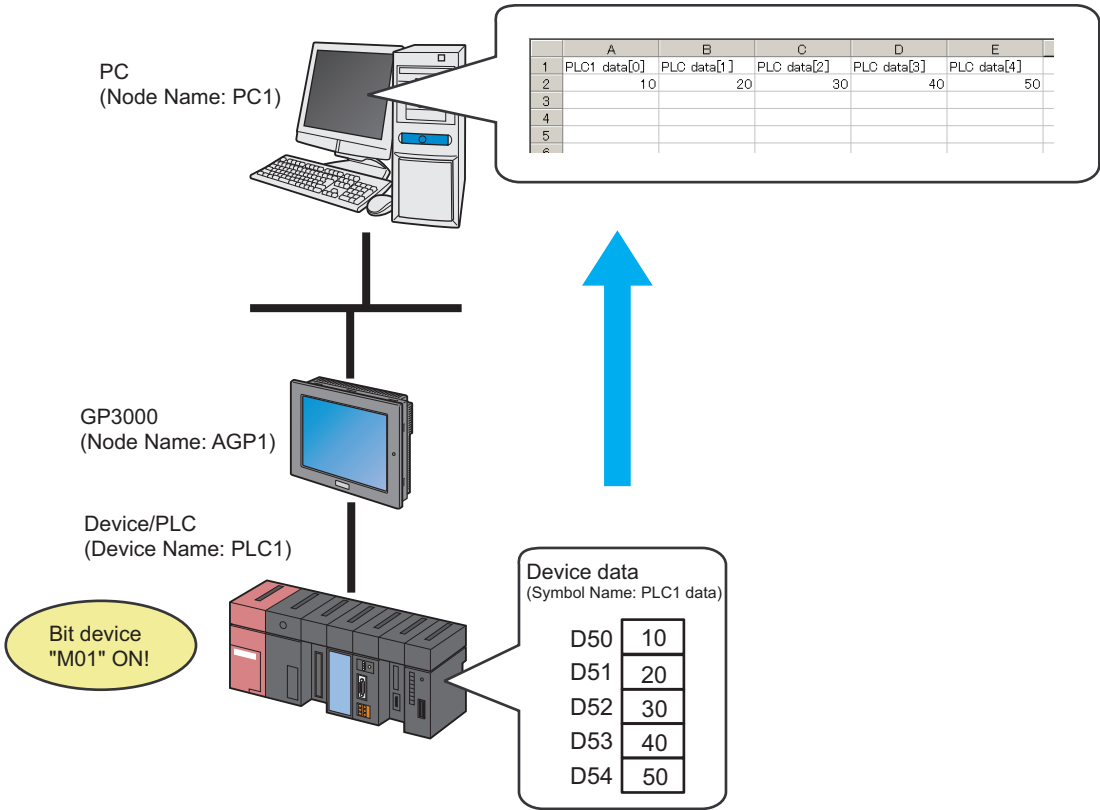 PC
(Node Name: PC1)
A B C D E
1 PLC1 data[0] PLC data[1] PLC data[2] PLC data[3] PLC data[4]
2 10 20 30 40 50
3
4
5
6
GP3000
(Node Name: AGP1)
Device/PLC
(Device Name: PLC1)
Bit device
"M01" ON!
Device data
(Symbol Name: PLC1 data)
D50 10
D51 20
D52 30
D53 40
D54 50